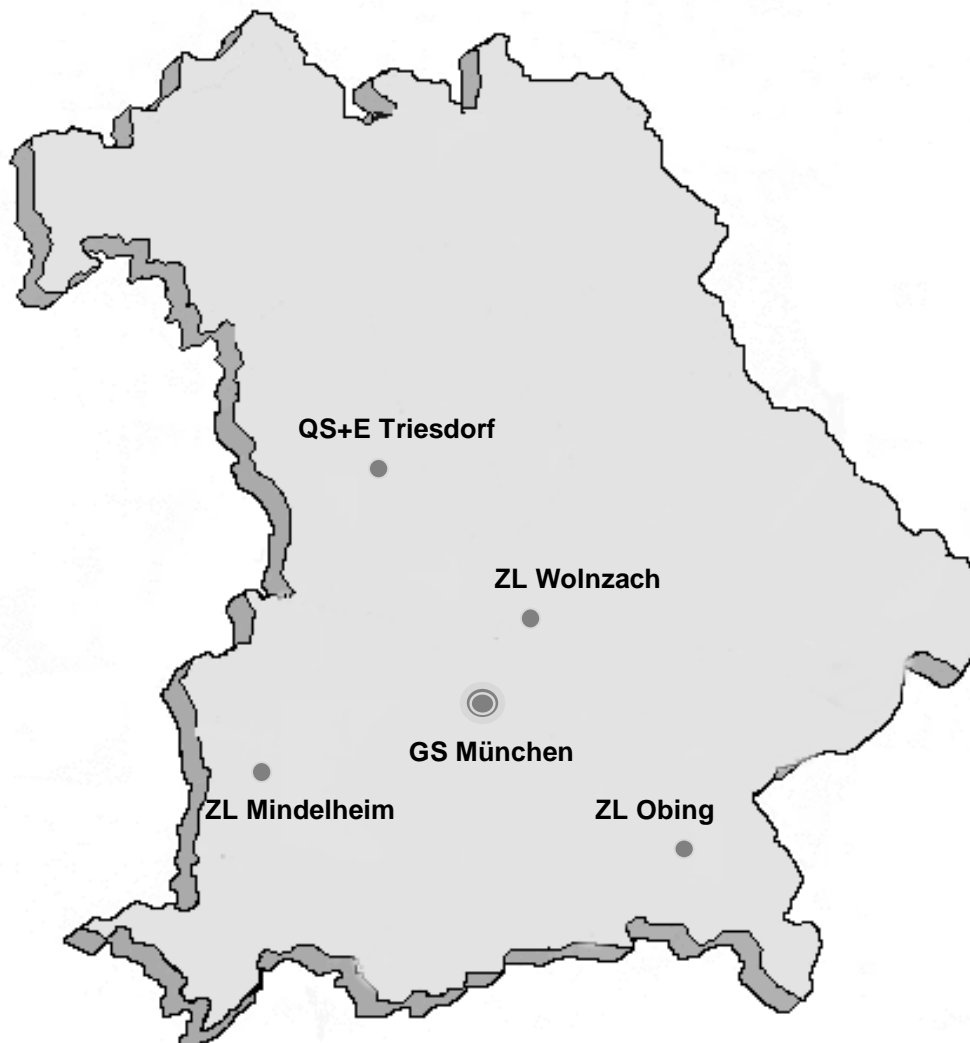 QS+E Triesdorf
ZL Wolnzach
GS München
ZL Mindelheim
ZL Obing